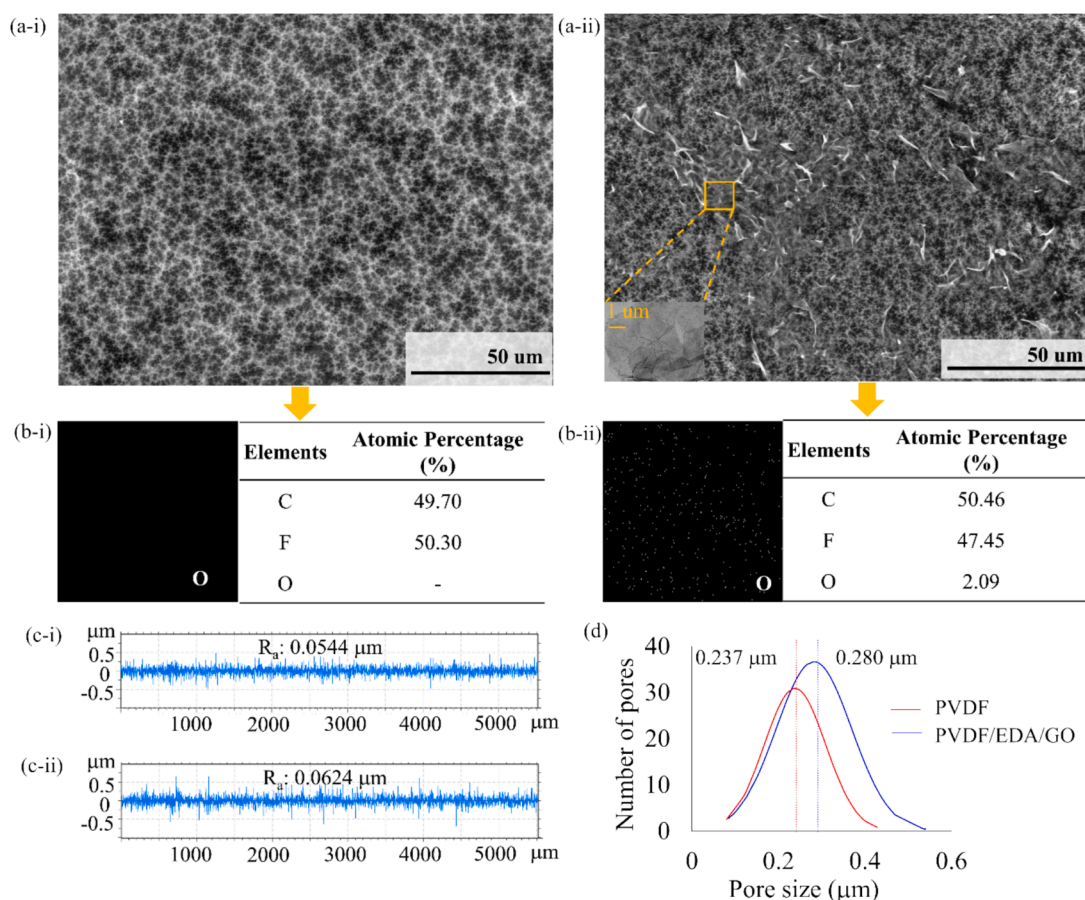 (a-i)
50 um
(a-ii)
1 um
50 um
(b-i)
O
Elements Atomic Percentage
(%)
C 49.70
F 50.30
O -
(b-ii)
O
Elements Atomic Percentage
(%)
C 50.46
F 47.45
O 2.09
(c-i)
μm
0.5
0
-0.5
Ra: 0.0544 μm
1000 2000 3000 4000 5000 μm
(c-ii)
μm
0.5
0
-0.5
Ra: 0.0624 μm
1000 2000 3000 4000 5000 μm
(d)
Number of pores
40
30
20
10
0
0.237 μm 0.280 μm
PVDF
PVDF/EDA/GO
0 0.2 0.4 0.6
Pore size (μm)